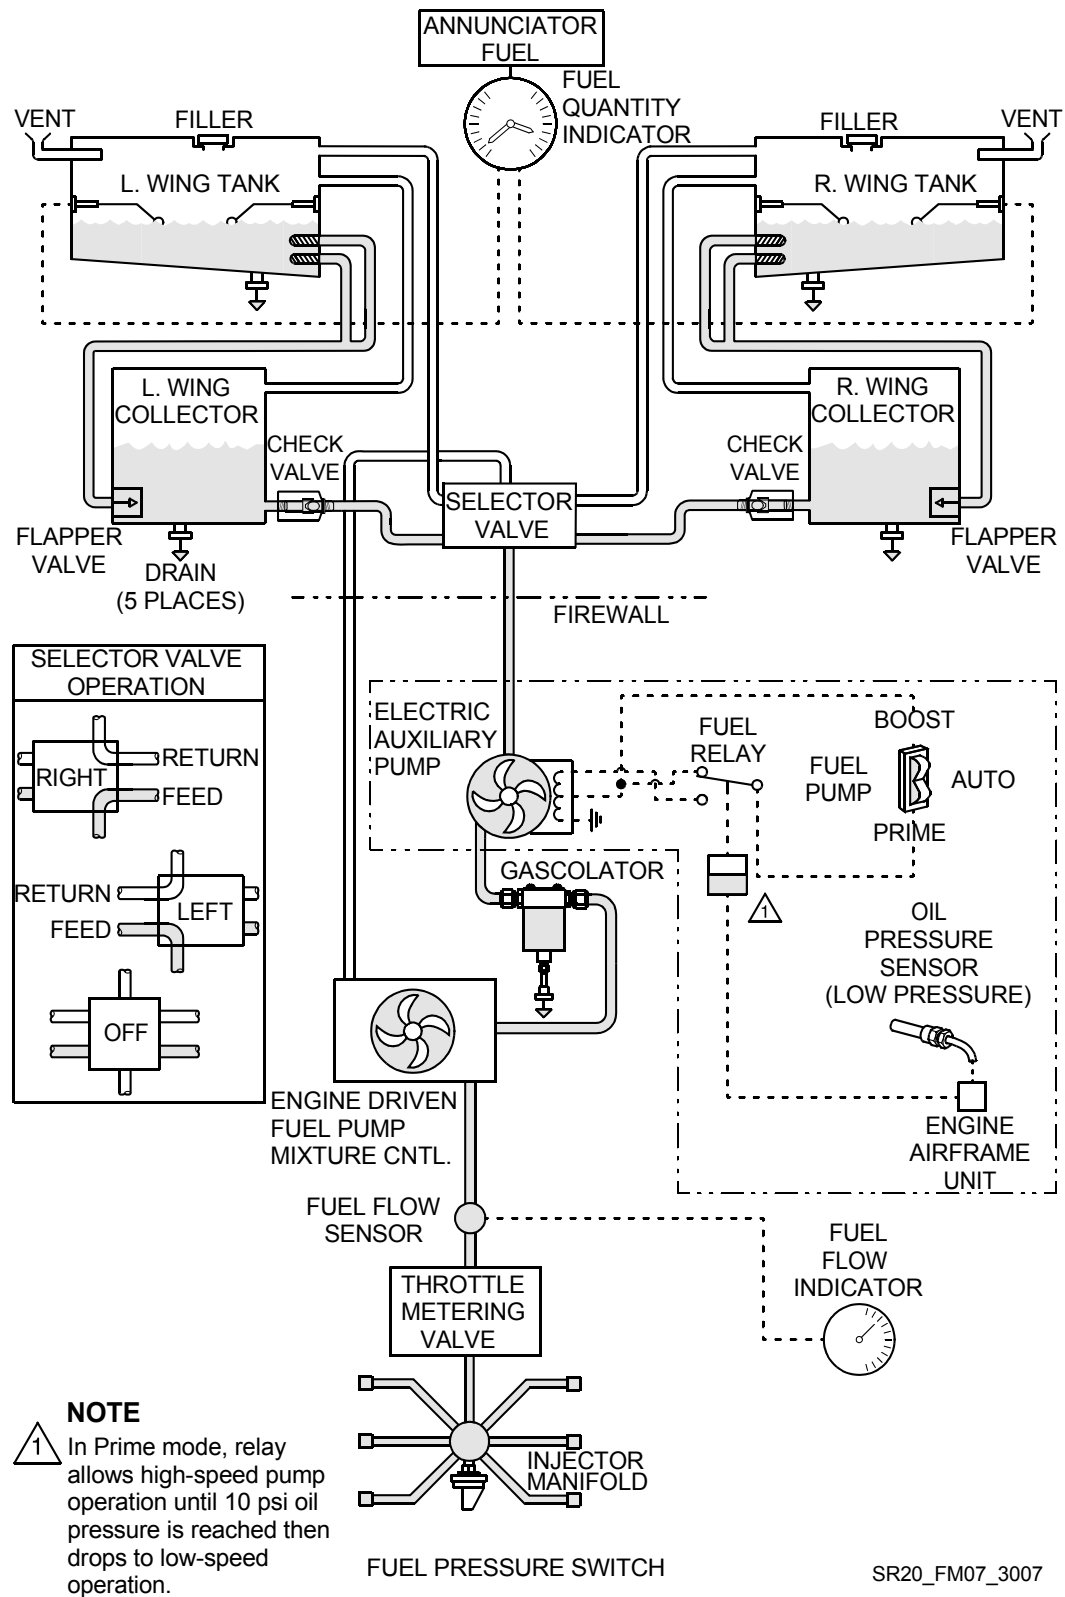 ANNUNCIATOR
FUEL
FUEL
QUANTITY
INDICATOR
VENT
FILLER
L. WING TANK
FILLER
VENT
R. WING TANK
L. WING
COLLECTOR
R. WING
COLLECTOR
CHECK
VALVE
CHECK
VALVE
SELECTOR
VALVE
FLAPPER
VALVE
FLAPPER
VALVE
DRAIN
(5 PLACES)
FIREWALL
SELECTOR VALVE
OPERATION
RIGHT
RETURN
FEED
RETURN
FEED
LEFT
OFF
ELECTRIC
AUXILIARY
PUMP
FUEL
RELAY
BOOST
FUEL
PUMP
AUTO
PRIME
GASCOLATOR
1
OIL
PRESSURE
SENSOR
(LOW PRESSURE)
ENGINE
AIRFRAME
UNIT
ENGINE DRIVEN
FUEL PUMP
MIXTURE CNTL.
FUEL FLOW
SENSOR
FUEL
FLOW
INDICATOR
THROTTLE
METERING
VALVE
INJECTOR
MANIFOLD
NOTE
1
In Prime mode, relay
allows high-speed pump
operation until 10 psi oil
pressure is reached then
drops to low-speed
operation.
FUEL PRESSURE SWITCH
SR20_FM07_3007